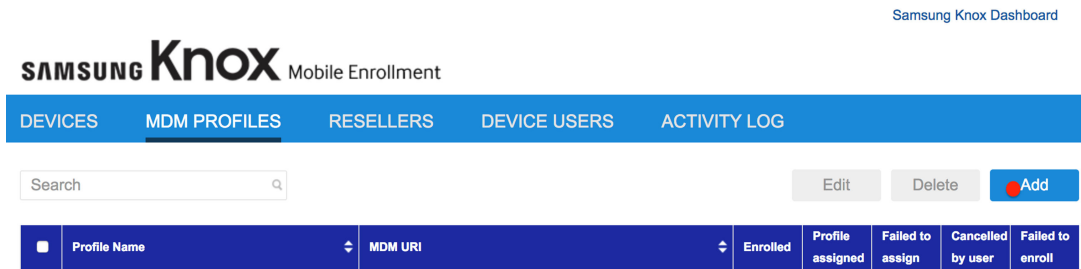 Samsung Knox Dashboard
SAMSUNG Knox Mobile Enrollment
DEVICES MDM PROFILES RESELLERS DEVICE USERS ACTIVITY LOG
Search Edit Delete Add
Profile Name MDM URI Enrolled Profile assigned Failed to assign Cancelled by user Failed to enroll